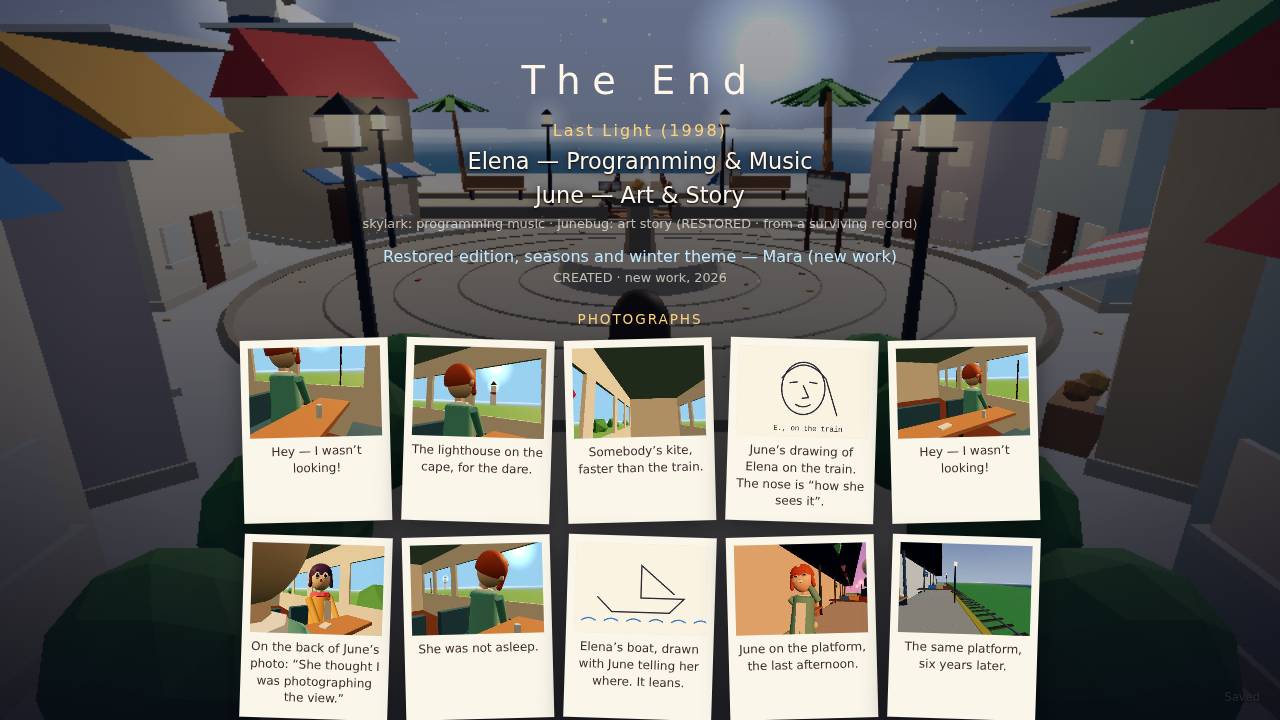 The End
Last Light (1998)
Elena — Programming & Music
June — Art & Story
skylark: programming music · junebug: art story (RESTORED · from a surviving record)
Restored edition, seasons and winter theme — Mara (new work)
CREATED · new work, 2026
PHOTOGRAPHS
Hey — I wasn’t
looking!
The lighthouse on the
cape, for the dare.
Somebody’s kite,
faster than the train.
E., on the train
June’s drawing of
Elena on the train.
The nose is “how she
sees it”.
Hey — I wasn’t
looking!
On the back of June’s
photo: “She thought I
was photographing
the view.”
She was not asleep.
Elena’s boat, drawn
with June telling her
where. It leans.
June on the platform,
the last afternoon.
The same platform,
six years later.
Saved